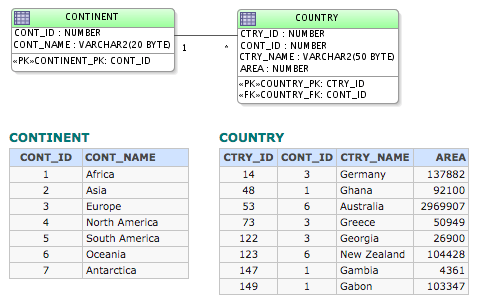 CONTINENT
CONT_ID : NUMBER
CONT_NAME : VARCHAR2(20 BYTE)
«PK»CONTINENT_PK: CONT_ID
1
*
COUNTRY
CTRY_ID : NUMBER
CONT_ID : NUMBER
CTRY_NAME : VARCHAR2(50 BYTE)
AREA : NUMBER
«PK»COUNTRY_PK: CTRY_ID
«FK»COUNTRY_FK: CONT_ID
CONTINENT
CONT_ID CONT_NAME
1 Africa
2 Asia
3 Europe
4 North America
5 South America
6 Oceania
7 Antarctica
COUNTRY
CTRY_ID CONT_ID CTRY_NAME AREA
14 3 Germany 137882
48 1 Ghana 92100
53 6 Australia 2969907
73 3 Greece 50949
122 3 Georgia 26900
123 6 New Zealand 104428
147 1 Gambia 4361
149 1 Gabon 103347